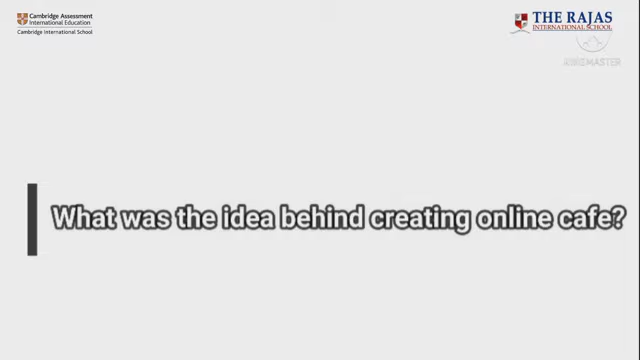 Cambridge Assessment
International Education
Cambridge International School
THE RAJAS
INTERNATIONAL SCHOOL
KINEMASTER
What was the idea behind creating online cafe?